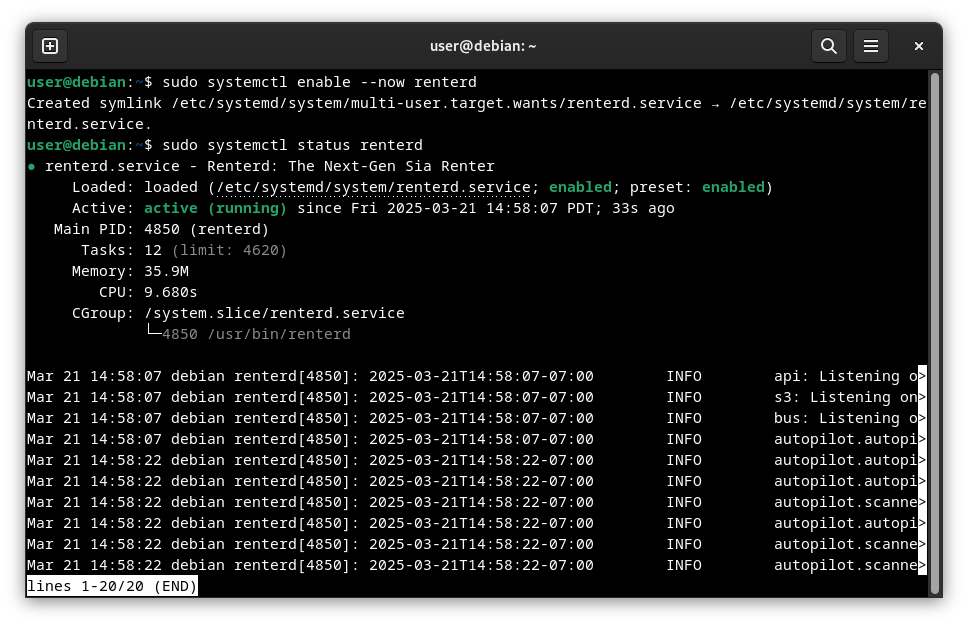 user@debian: ~
user@debian:~$ sudo systemctl enable --now renterd
Created symlink /etc/systemd/system/multi-user.target.wants/renterd.service → /etc/systemd/system/re
nterd.service.
user@debian:~$ sudo systemctl status renterd
● renterd.service - Renterd: The Next-Gen Sia Renter
     Loaded: loaded (/etc/systemd/system/renterd.service; enabled; preset: enabled)
     Active: active (running) since Fri 2025-03-21 14:58:07 PDT; 33s ago
   Main PID: 4850 (renterd)
      Tasks: 12 (limit: 4620)
     Memory: 35.9M
        CPU: 9.680s
     CGroup: /system.slice/renterd.service
             └─4850 /usr/bin/renterd
Mar 21 14:58:07 debian renterd[4850]: 2025-03-21T14:58:07-07:00        INFO        api: Listening o>
Mar 21 14:58:07 debian renterd[4850]: 2025-03-21T14:58:07-07:00        INFO        s3: Listening on>
Mar 21 14:58:07 debian renterd[4850]: 2025-03-21T14:58:07-07:00        INFO        bus: Listening o>
Mar 21 14:58:07 debian renterd[4850]: 2025-03-21T14:58:07-07:00        INFO        autopilot.autopi>
Mar 21 14:58:22 debian renterd[4850]: 2025-03-21T14:58:22-07:00        INFO        autopilot.autopi>
Mar 21 14:58:22 debian renterd[4850]: 2025-03-21T14:58:22-07:00        INFO        autopilot.autopi>
Mar 21 14:58:22 debian renterd[4850]: 2025-03-21T14:58:22-07:00        INFO        autopilot.scanne>
Mar 21 14:58:22 debian renterd[4850]: 2025-03-21T14:58:22-07:00        INFO        autopilot.autopi>
Mar 21 14:58:22 debian renterd[4850]: 2025-03-21T14:58:22-07:00        INFO        autopilot.scanne>
Mar 21 14:58:22 debian renterd[4850]: 2025-03-21T14:58:22-07:00        INFO        autopilot.scanne>
lines 1-20/20 (END)